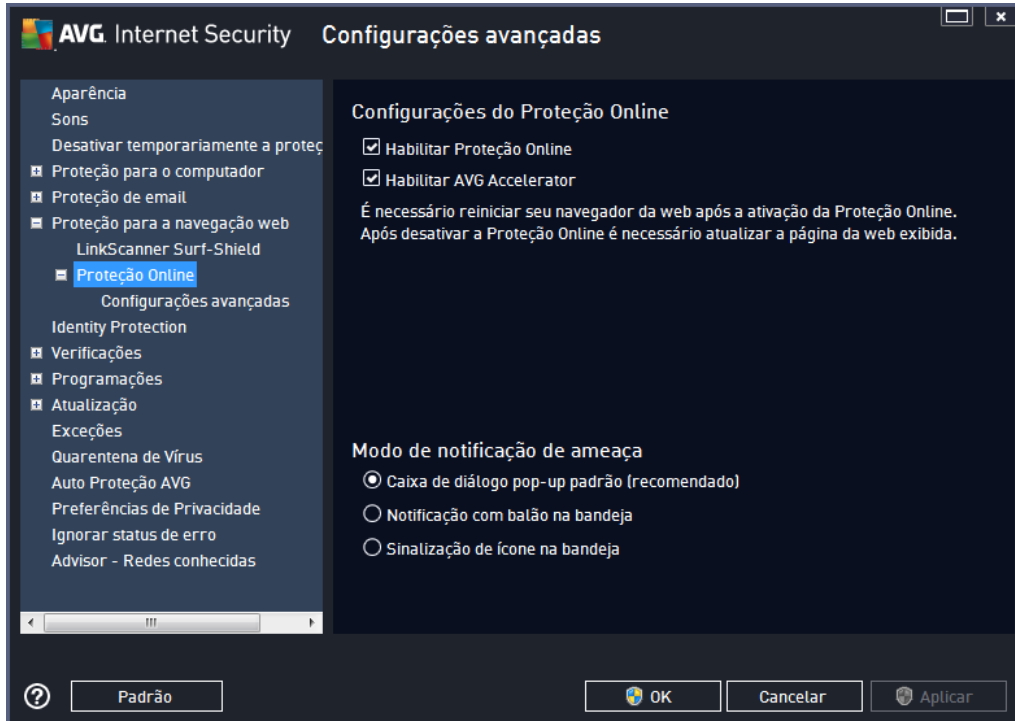 AVG. Internet Security Configurações avançadas
Aparência
Sons
Desativar temporariamente a proteç
Proteção para o computador
Proteção de email
Proteção para a navegação web
LinkScanner Surf-Shield
Proteção Online
Configurações avançadas
Identity Protection
Verificações
Programações
Atualização
Exceções
Quarentena de Vírus
Auto Proteção AVG
Preferências de Privacidade
Ignorar status de erro
Advisor - Redes conhecidas
Configurações do Proteção Online
Habilitar Proteção Online
Habilitar AVG Accelerator
É necessário reiniciar seu navegador da web após a ativação da Proteção Online.
Após desativar a Proteção Online é necessário atualizar a página da web exibida.
Modo de notificação de ameaça
Caixa de diálogo pop-up padrão (recomendado)
Notificação com balão na bandeja
Sinalização de ícone na bandeja
? Padrão OK Cancelar Aplicar